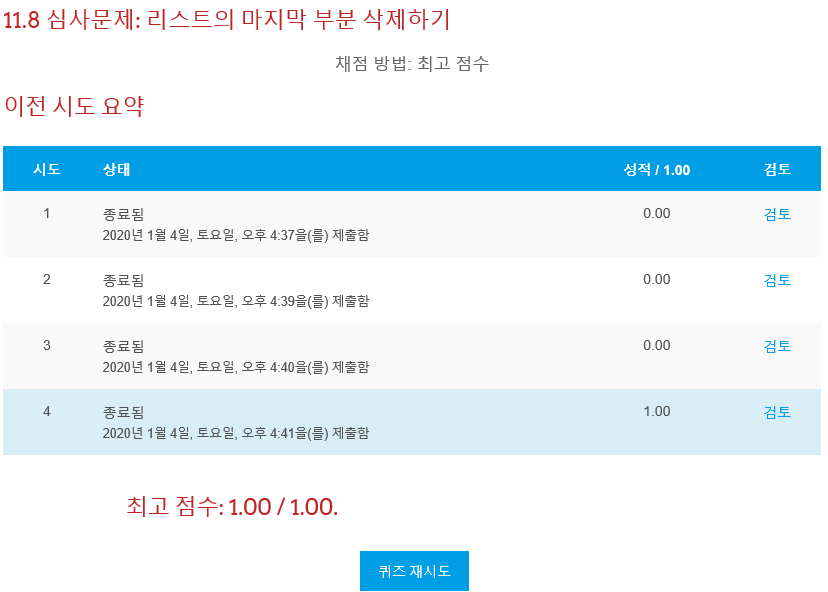 11.8 심사문제: 리스트의 마지막 부분 삭제하기
채점 방법: 최고 점수
이전 시도 요약
시도 상태 성적 / 1.00 검토
1 종료됨 0.00 검토
2020년 1월 4일, 토요일, 오후 4:37을(를) 제출함
2 종료됨 0.00 검토
2020년 1월 4일, 토요일, 오후 4:39을(를) 제출함
3 종료됨 0.00 검토
2020년 1월 4일, 토요일, 오후 4:40을(를) 제출함
4 종료됨 1.00 검토
2020년 1월 4일, 토요일, 오후 4:41을(를) 제출함
최고 점수: 1.00 / 1.00.
퀴즈 재시도